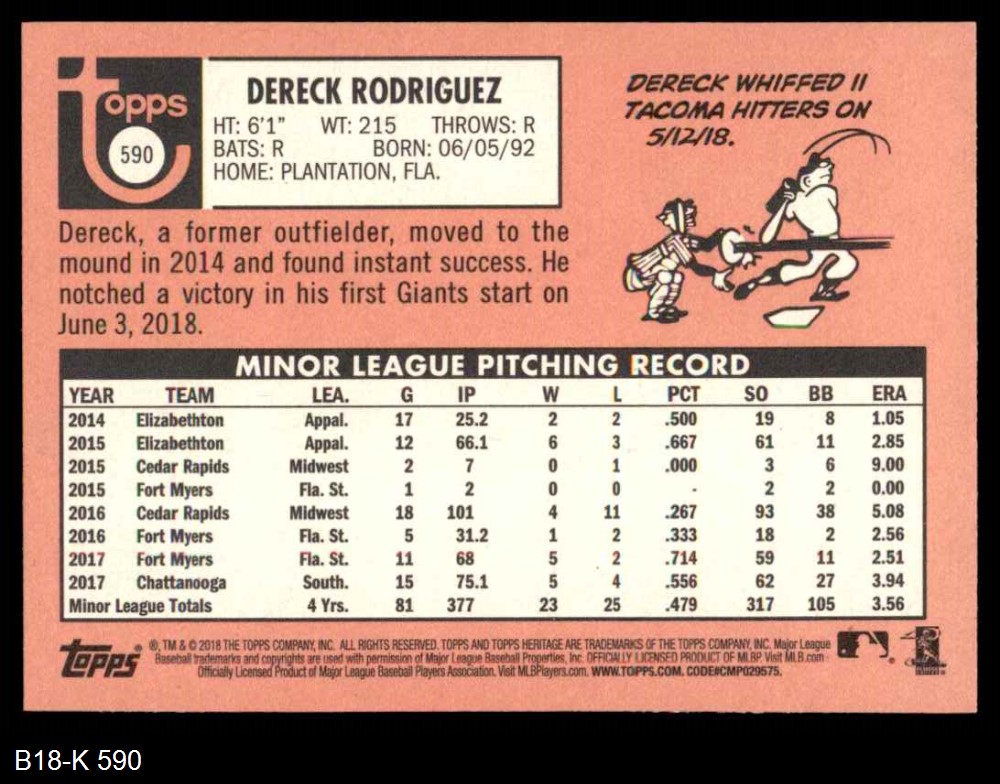 topps
590
DERECK RODRIGUEZ
HT: 6'1" WT: 215 THROWS: R
BATS: R BORN: 06/05/92
HOME: PLANTATION, FLA.
DERECK WHIFFED 11
TACOMA HITTERS ON
5/12/18.
Dereck, a former outfielder, moved to the
mound in 2014 and found instant success. He
notched a victory in his first Giants start on
June 3, 2018.
MINOR LEAGUE PITCHING RECORD
YEAR TEAM LEA. G IP W L PCT SO BB ERA
2014 Elizabethton Appal. 17 25.2 2 2 .500 19 8 1.05
2015 Elizabethton Appal. 12 66.1 6 3 .667 61 11 2.85
2015 Cedar Rapids Midwest 2 7 0 1 .000 3 6 9.00
2015 Fort Myers Fla. St. 1 2 0 0 - 2 2 0.00
2016 Cedar Rapids Midwest 18 101 4 11 .267 93 38 5.08
2016 Fort Myers Fla. St. 5 31.2 1 2 .333 18 2 2.56
2017 Fort Myers Fla. St. 11 68 5 2 .714 59 11 2.51
2017 Chattanooga South. 15 75.1 5 4 .556 62 27 3.94
Minor League Totals 4 Yrs. 81 377 23 25 .479 317 105 3.56
topps
®, TM & © 2018 THE TOPPS COMPANY, INC. ALL RIGHTS RESERVED. TOPPS AND TOPPS HERITAGE ARE TRADEMARKS OF THE TOPPS COMPANY, INC. Major League
Baseball trademarks and copyrights are used with permission of Major League Baseball Properties, Inc. OFFICIALLY LICENSED PRODUCT OF MLBP Visit MLB.com
Officially Licensed Product of Major League Baseball Players Association. Visit MLBPlayers.com. WWW.TOPPS.COM. CODE#CMP029575.
B18-K 590